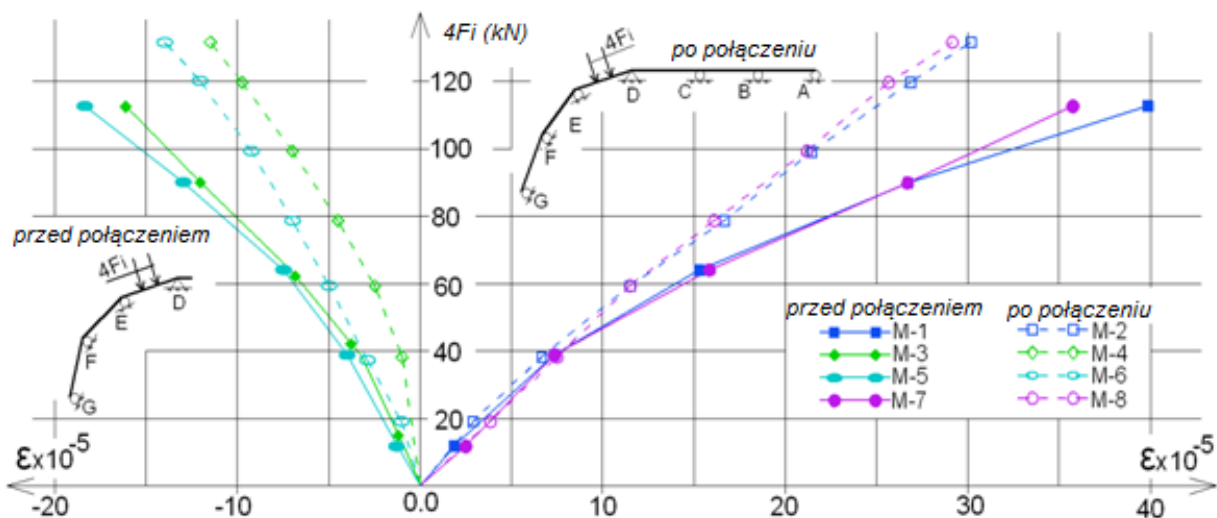 4Fi (kN)
po połączeniu
4Fi
D
C
B
A
E
F
G
120
100
80
60
40
20
przed połączeniem
4Fi
D
E
F
G
przed połączeniem
po połączeniu
M-1
M-2
M-3
M-4
M-5
M-6
M-7
M-8
εx10⁻⁵
εx10⁻⁵
-20
-10
0.0
10
20
30
40